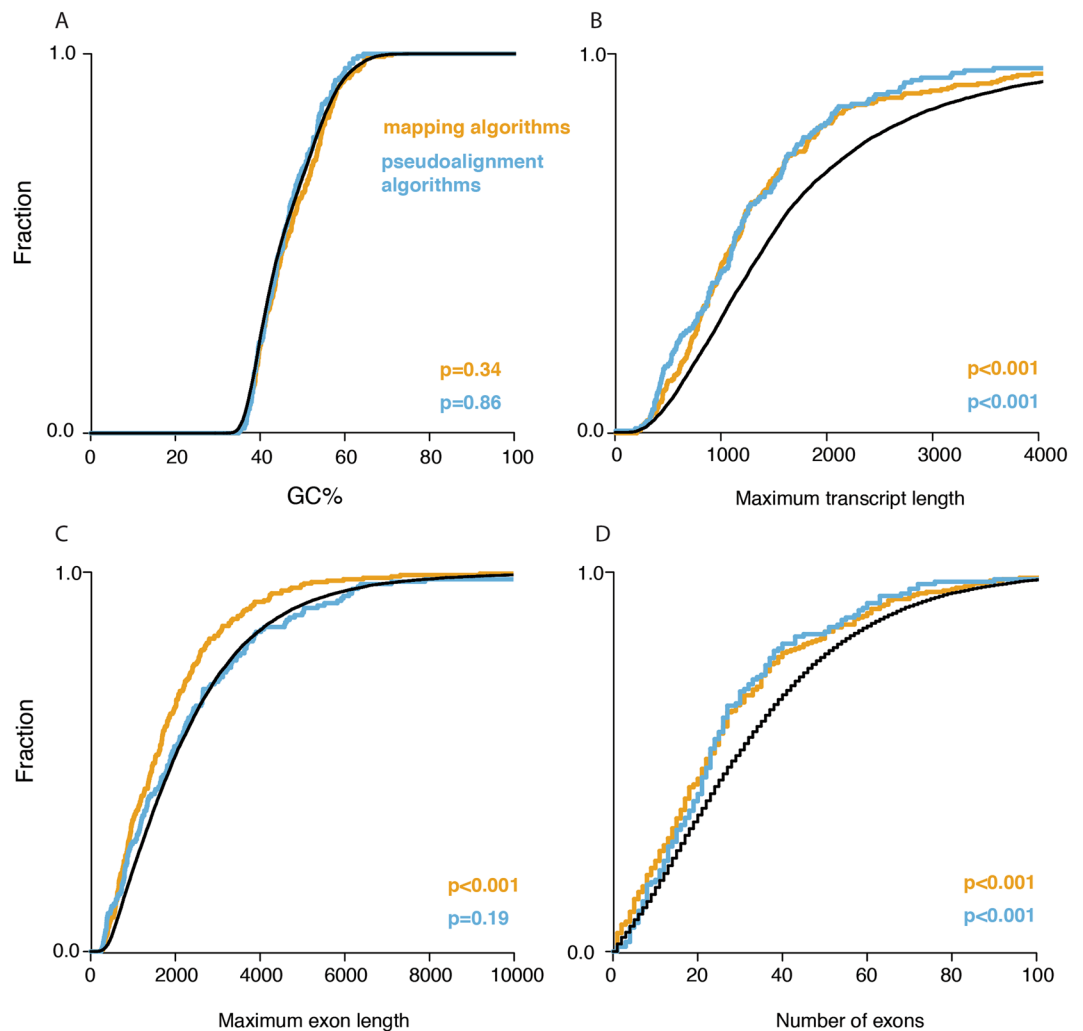 A
1.0
Fraction
mapping algorithms
pseudoalignment
algorithms
p=0.34
p=0.86
0.0
0 20 40 60 80 100
GC%
B
1.0
p<0.001
p<0.001
0.0
0 1000 2000 3000 4000
Maximum transcript length
C
1.0
Fraction
p<0.001
p=0.19
0.0
0 2000 4000 6000 8000 10000
Maximum exon length
D
1.0
p<0.001
p<0.001
0.0
0 20 40 60 80 100
Number of exons